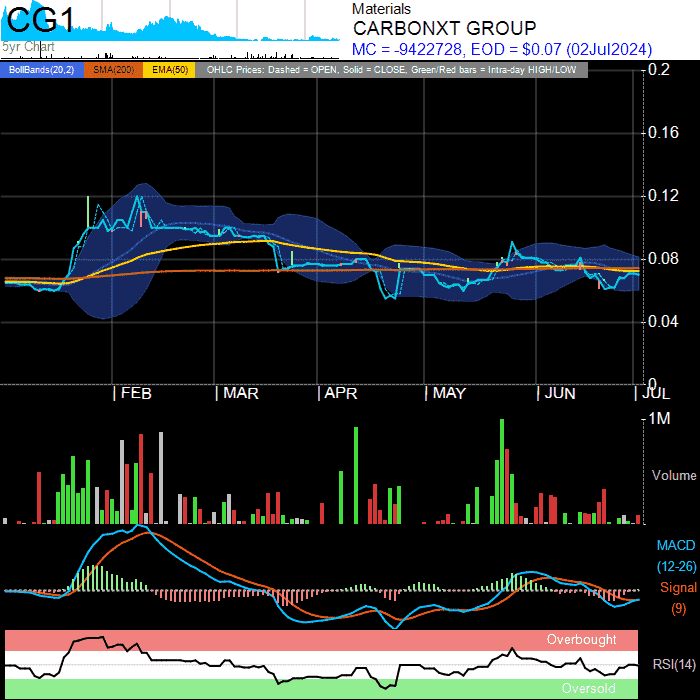 CG1
5yr Chart
Materials
CARBONXT GROUP
MC = -9422728, EOD = $0.07 (02Jul2024)
BollBands(20,2) SMA(200) EMA(50) OHLC Prices: Dashed = OPEN, Solid = CLOSE, Green/Red bars = Intra-day HIGH/LOW
0.2
0.16
0.12
0.08
0.04
0
FEB MAR APR MAY JUN JUL
1M
Volume
MACD
(12-26)
Signal
(9)
Overbought
RSI(14)
Oversold